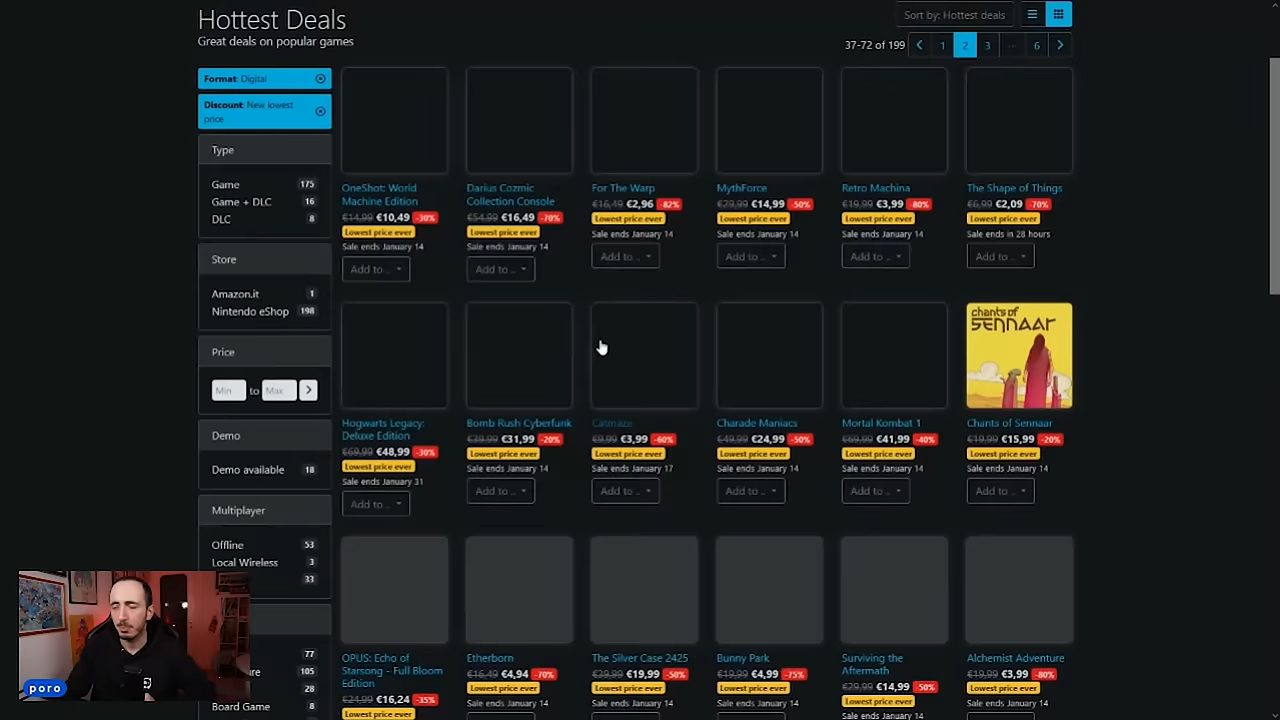 Hottest Deals
Great deals on popular games
Sort by: Hottest deals
37-72 of 199
1
2
3
...
6
Format: Digital
Discount: New lowest
price
Type
Game 175
Game + DLC 16
DLC 8
Store
Amazon.it 1
Nintendo eShop 198
Price
Min to Max
Demo
Demo available 18
Multiplayer
Offline 53
Local Wireless 3
33
77
105
28
Board Game 8
OneShot: World
Machine Edition
€14,99 €10,49 -30%
Lowest price ever
Sale ends January 14
Add to ..
Darius Cozmic
Collection Console
€54,99 €16,49 -70%
Lowest price ever
Sale ends January 14
Add to ..
For The Warp
€16,49 €2,96 -82%
Lowest price ever
Sale ends January 14
Add to ..
MythForce
€29,99 €14,99 -50%
Lowest price ever
Sale ends January 14
Add to ..
Retro Machina
€19,99 €3,99 -80%
Lowest price ever
Sale ends January 14
Add to ..
The Shape of Things
€6,99 €2,09 -70%
Lowest price ever
Sale ends in 28 hours
Add to ..
Hogwarts Legacy:
Deluxe Edition
€69,99 €48,99 -30%
Lowest price ever
Sale ends January 31
Add to ..
Bomb Rush Cyberfunk
€39,99 €31,99 -20%
Lowest price ever
Sale ends January 14
Add to ..
Catmaze
€9,99 €3,99 -60%
Lowest price ever
Sale ends January 17
Add to ..
Charade Maniacs
€49,99 €24,99 -50%
Lowest price ever
Sale ends January 14
Add to ..
Mortal Kombat 1
€69,99 €41,99 -40%
Lowest price ever
Sale ends January 14
Add to ..
chants of
SENNAAR
Chants of Sennaar
€19,99 €15,99 -20%
Lowest price ever
Sale ends January 14
Add to ..
OPUS: Echo of
Starsong - Full Bloom
Edition
€24,99 €16,24 -35%
Lowest price ever
Etherborn
€16,49 €4,94 -70%
Lowest price ever
Sale ends January 14
The Silver Case 2425
€39,99 €19,99 -50%
Lowest price ever
Sale ends January 14
Bunny Park
€19,99 €4,99 -75%
Lowest price ever
Sale ends January 14
Surviving the
Aftermath
€29,99 €14,99 -50%
Lowest price ever
Sale ends January 14
Alchemist Adventure
€19,99 €3,99 -80%
Lowest price ever
Sale ends January 14
poro